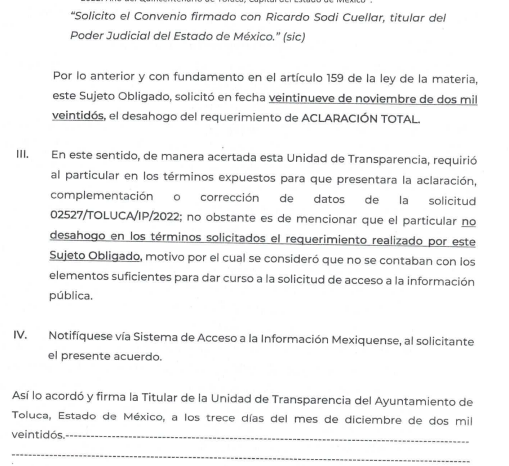 "2022. Año del Quincentenario de Toluca, Capital del Estado de México".
"Solicito el Convenio firmado con Ricardo Sodi Cuellar, titular del
Poder Judicial del Estado de México." (sic)
Por lo anterior y con fundamento en el artículo 159 de la ley de la materia,
este Sujeto Obligado, solicitó en fecha veintinueve de noviembre de dos mil
veintidós, el desahogo del requerimiento de ACLARACIÓN TOTAL.
III. En este sentido, de manera acertada esta Unidad de Transparencia, requirió
al particular en los términos expuestos para que presentara la aclaración,
complementación o corrección de datos de la solicitud
02527/TOLUCA/IP/2022; no obstante es de mencionar que el particular no
desahogo en los términos solicitados el requerimiento realizado por este
Sujeto Obligado, motivo por el cual se consideró que no se contaban con los
elementos suficientes para dar curso a la solicitud de acceso a la información
pública.
IV. Notifíquese vía Sistema de Acceso a la Información Mexiquense, al solicitante
el presente acuerdo.
Así lo acordó y firma la Titular de la Unidad de Transparencia del Ayuntamiento de
Toluca, Estado de México, a los trece días del mes de diciembre de dos mil
veintidós.-----------------------------------------------------------------------